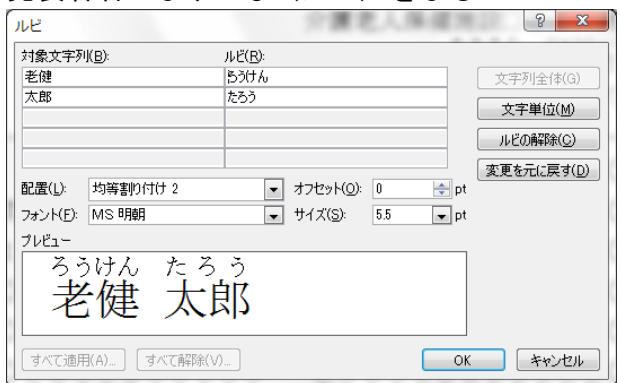 ルビ
対象文字列(B): ルビ(R):
老健 ろうけん 文字列全体(G)
太郎 たろう 文字単位(M)
ルビの解除(C)
変更を元に戻す(D)
配置(L): 均等割り付け 2 オフセット(O): 0 pt
フォント(F): MS 明朝 サイズ(S): 5.5 pt
プレビュー
ろうけん たろう
老健 太郎
すべて適用(A)... すべて解除(V)... OK キャンセル